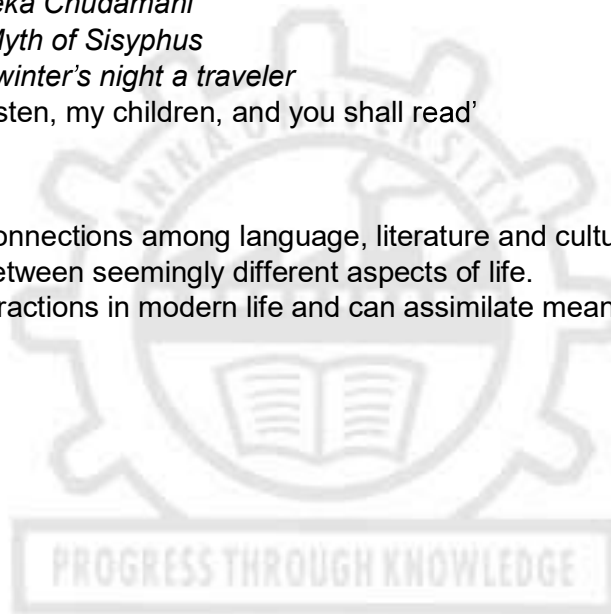 eka Chudamani
Myth of Sisyphus
winter's night a traveler
sten, my children, and you shall read'
onnections among language, literature and cultu
etween seemingly different aspects of life.
ractions in modern life and can assimilate mean
ANNA UNIVERSITY
PROGRESS THROUGH KNOWLEDGE